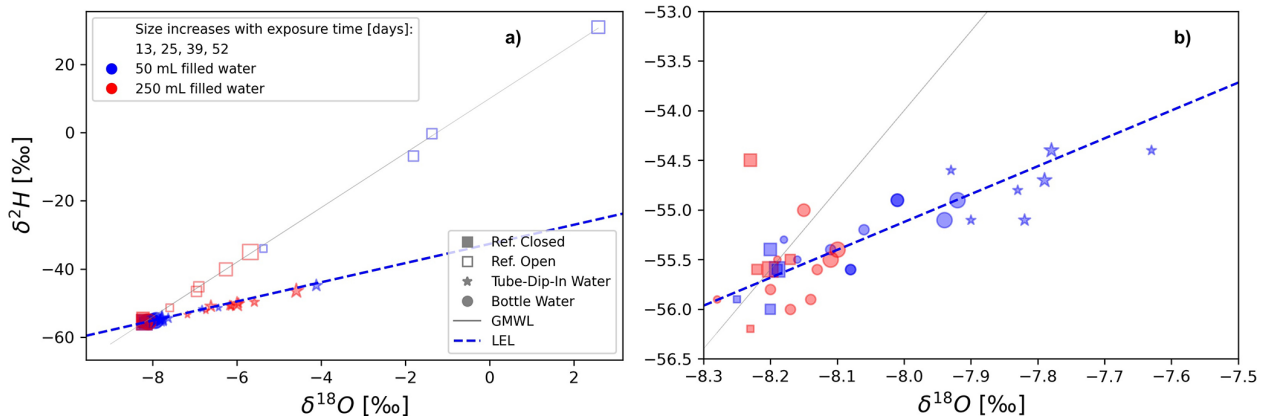 Size increases with exposure time [days]:
13, 25, 39, 52
50 mL filled water
250 mL filled water
a)
20
0
−20
−40
−60
δ²H [‰]
Ref. Closed
Ref. Open
Tube-Dip-In Water
Bottle Water
GMWL
LEL
−8 −6 −4 −2 0 2
δ¹⁸O [‰]
b)
−53.0
−53.5
−54.0
−54.5
−55.0
−55.5
−56.0
−56.5
−8.3 −8.2 −8.1 −8.0 −7.9 −7.8 −7.7 −7.6 −7.5
δ¹⁸O [‰]